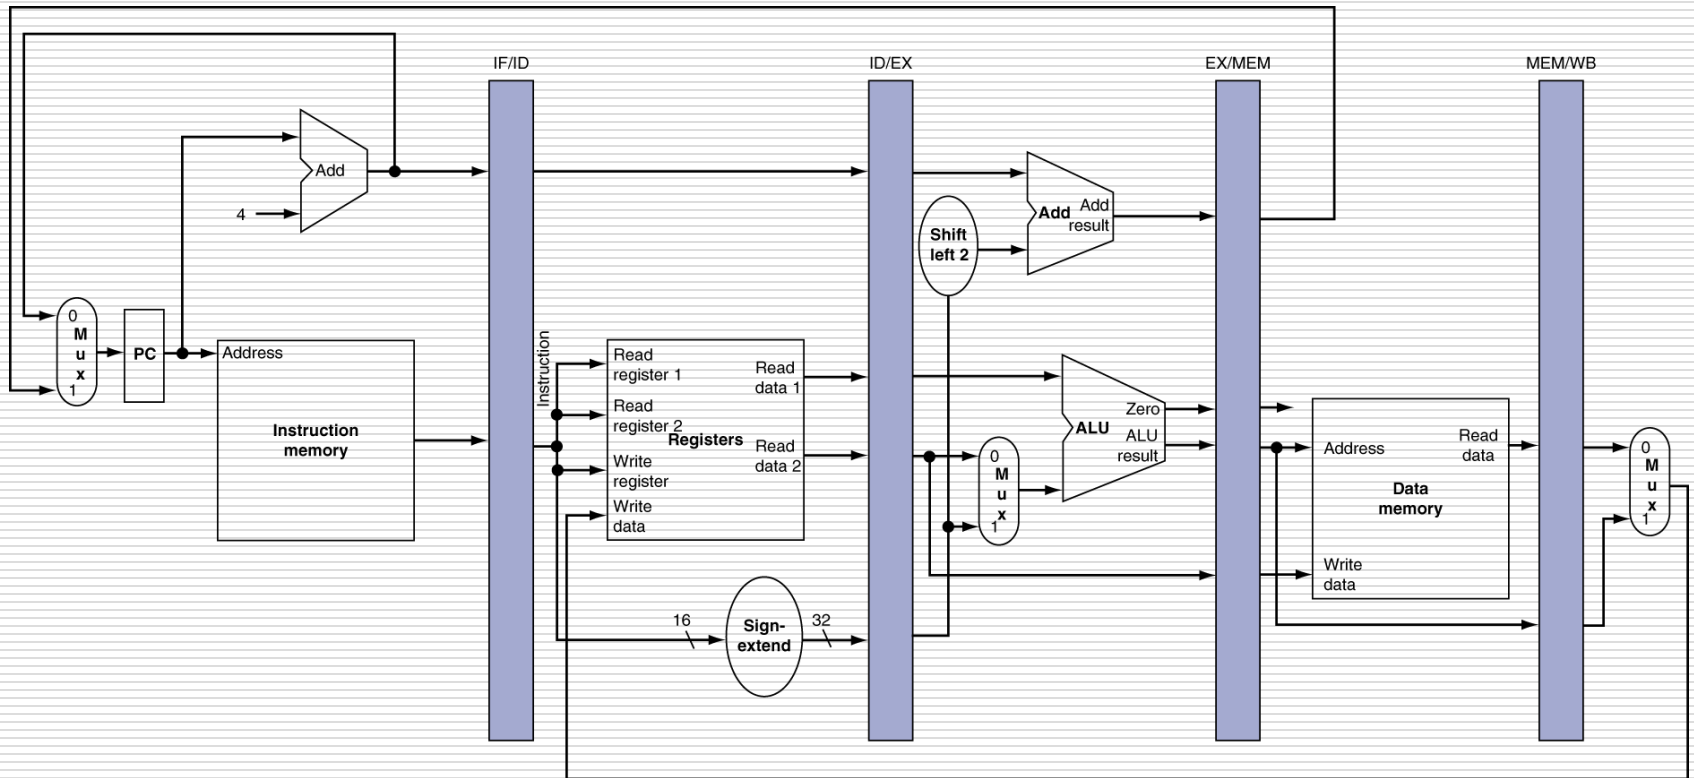 IF/ID
ID/EX
EX/MEM
MEM/WB
Add
4
Add
Add
result
Shift
left 2
0
M
u
x
1
PC
Address
Instruction
memory
Instruction
Read
register 1
Read
register 2
Registers
Write
register
Write
data
Read
data 1
Read
data 2
16
Sign-
extend
32
0
M
u
x
1
Zero
ALU
ALU
result
Address
Read
data
Data
memory
Write
data
0
M
u
x
1